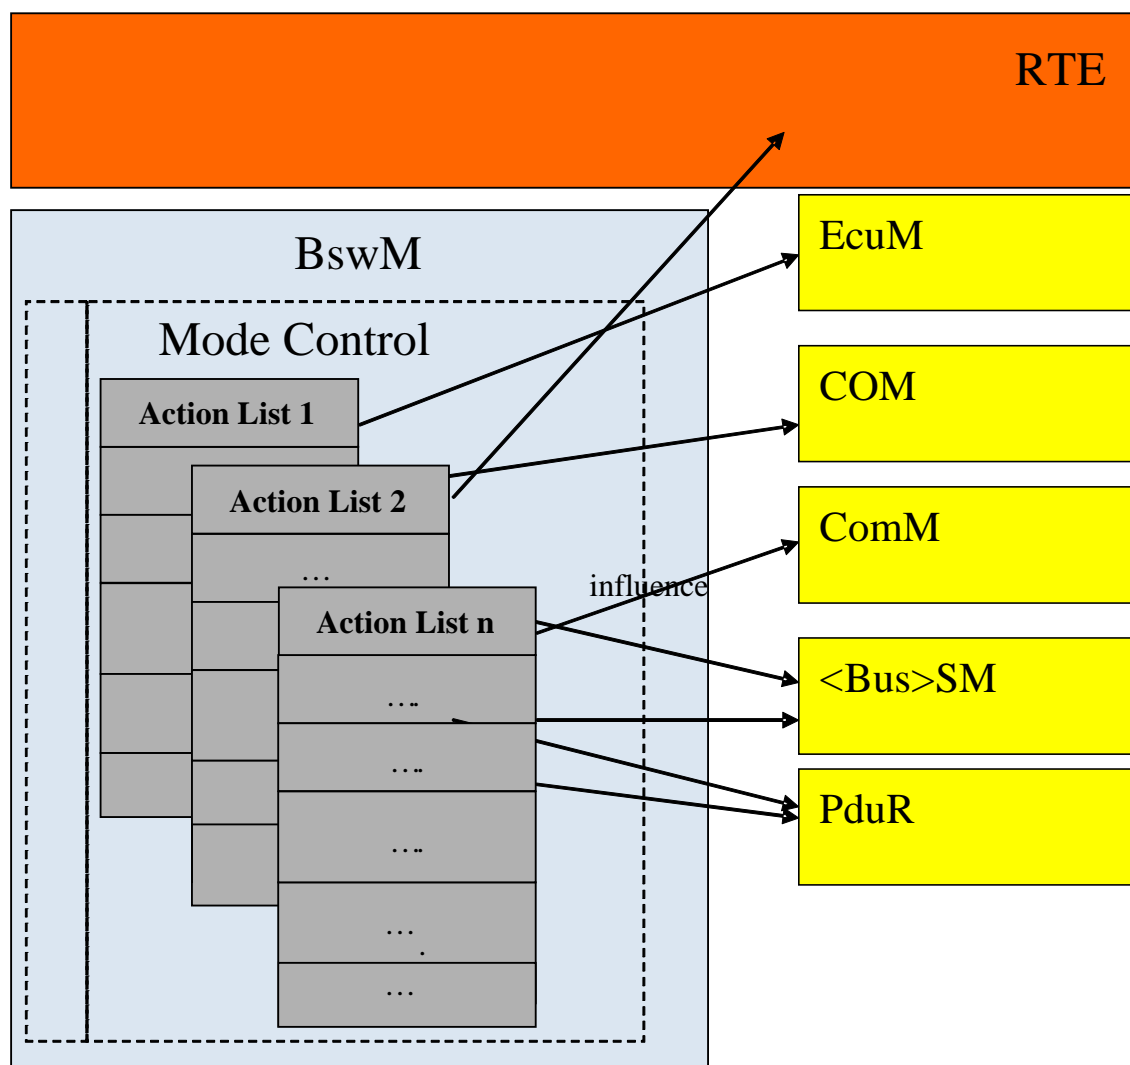 RTE
BswM
EcuM
Mode Control
COM
Action List 1
Action List 2
…
ComM
influence
Action List n
<Bus>SM
….
….
PduR
….
…
.
…